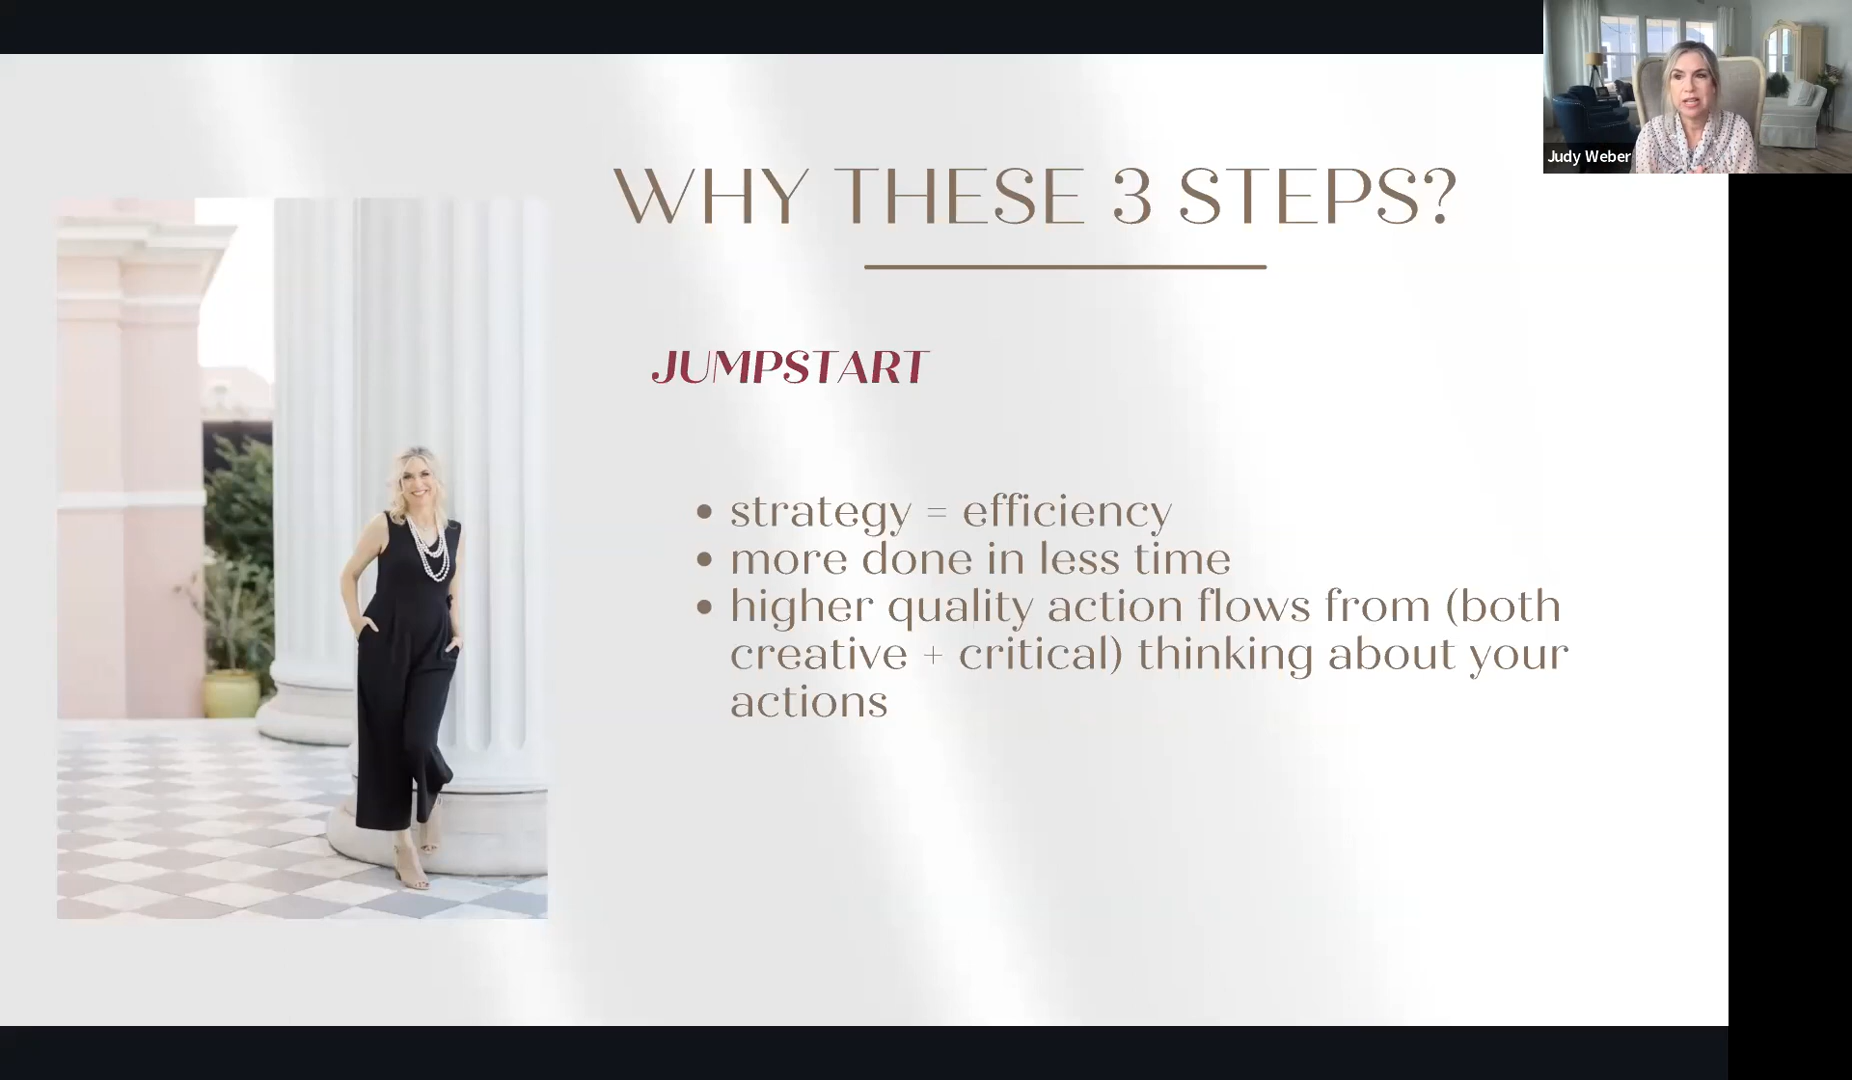 WHY THESE 3 STEPS?
JUMPSTART
• strategy = efficiency
• more done in less time
• higher quality action flows from (both
creative + critical) thinking about your
actions
Judy Weber